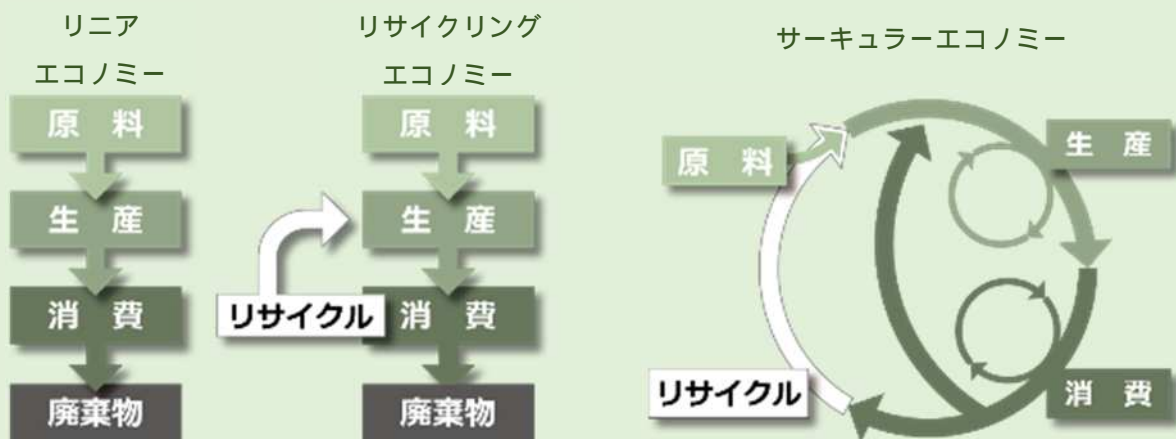 リニア
エコノミー
原 料
生 産
消 費
廃棄物
リサイクリング
エコノミー
原 料
生 産
リサイクル
消 費
廃棄物
サーキュラーエコノミー
原 料
生 産
リサイクル
消 費